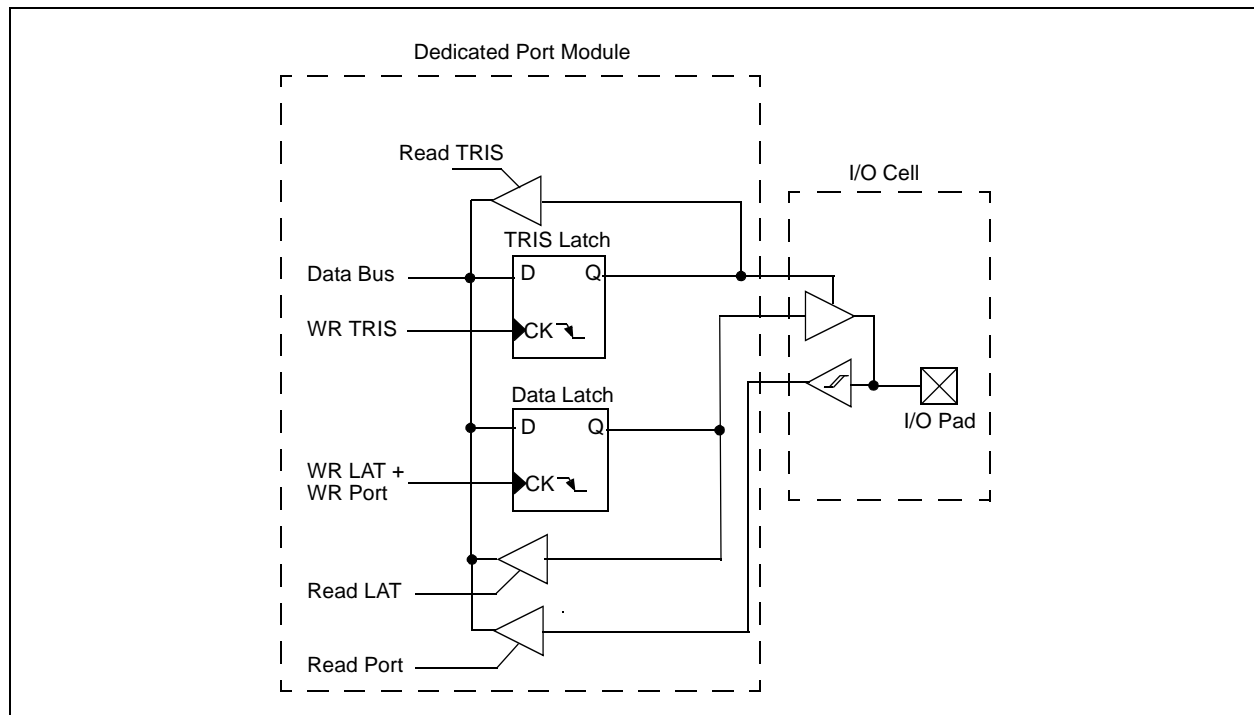 Dedicated Port Module
Read TRIS
I/O Cell
TRIS Latch
Data Bus
D
Q
WR TRIS
CK
Data Latch
I/O Pad
D
Q
WR LAT +
WR Port
CK
Read LAT
Read Port